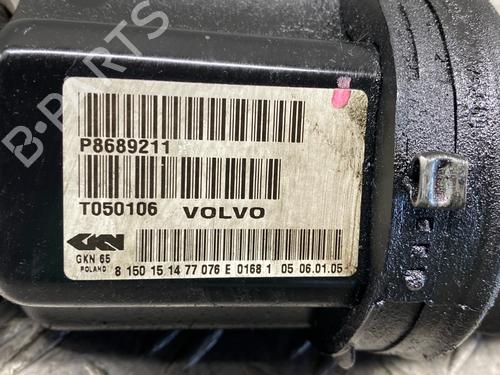 P8689211
T050106 VOLVO
GKN
GKN 65
POLAND
8 150 15 14 77 076 E 0168 1 05 06.01.05-
B-PARTS